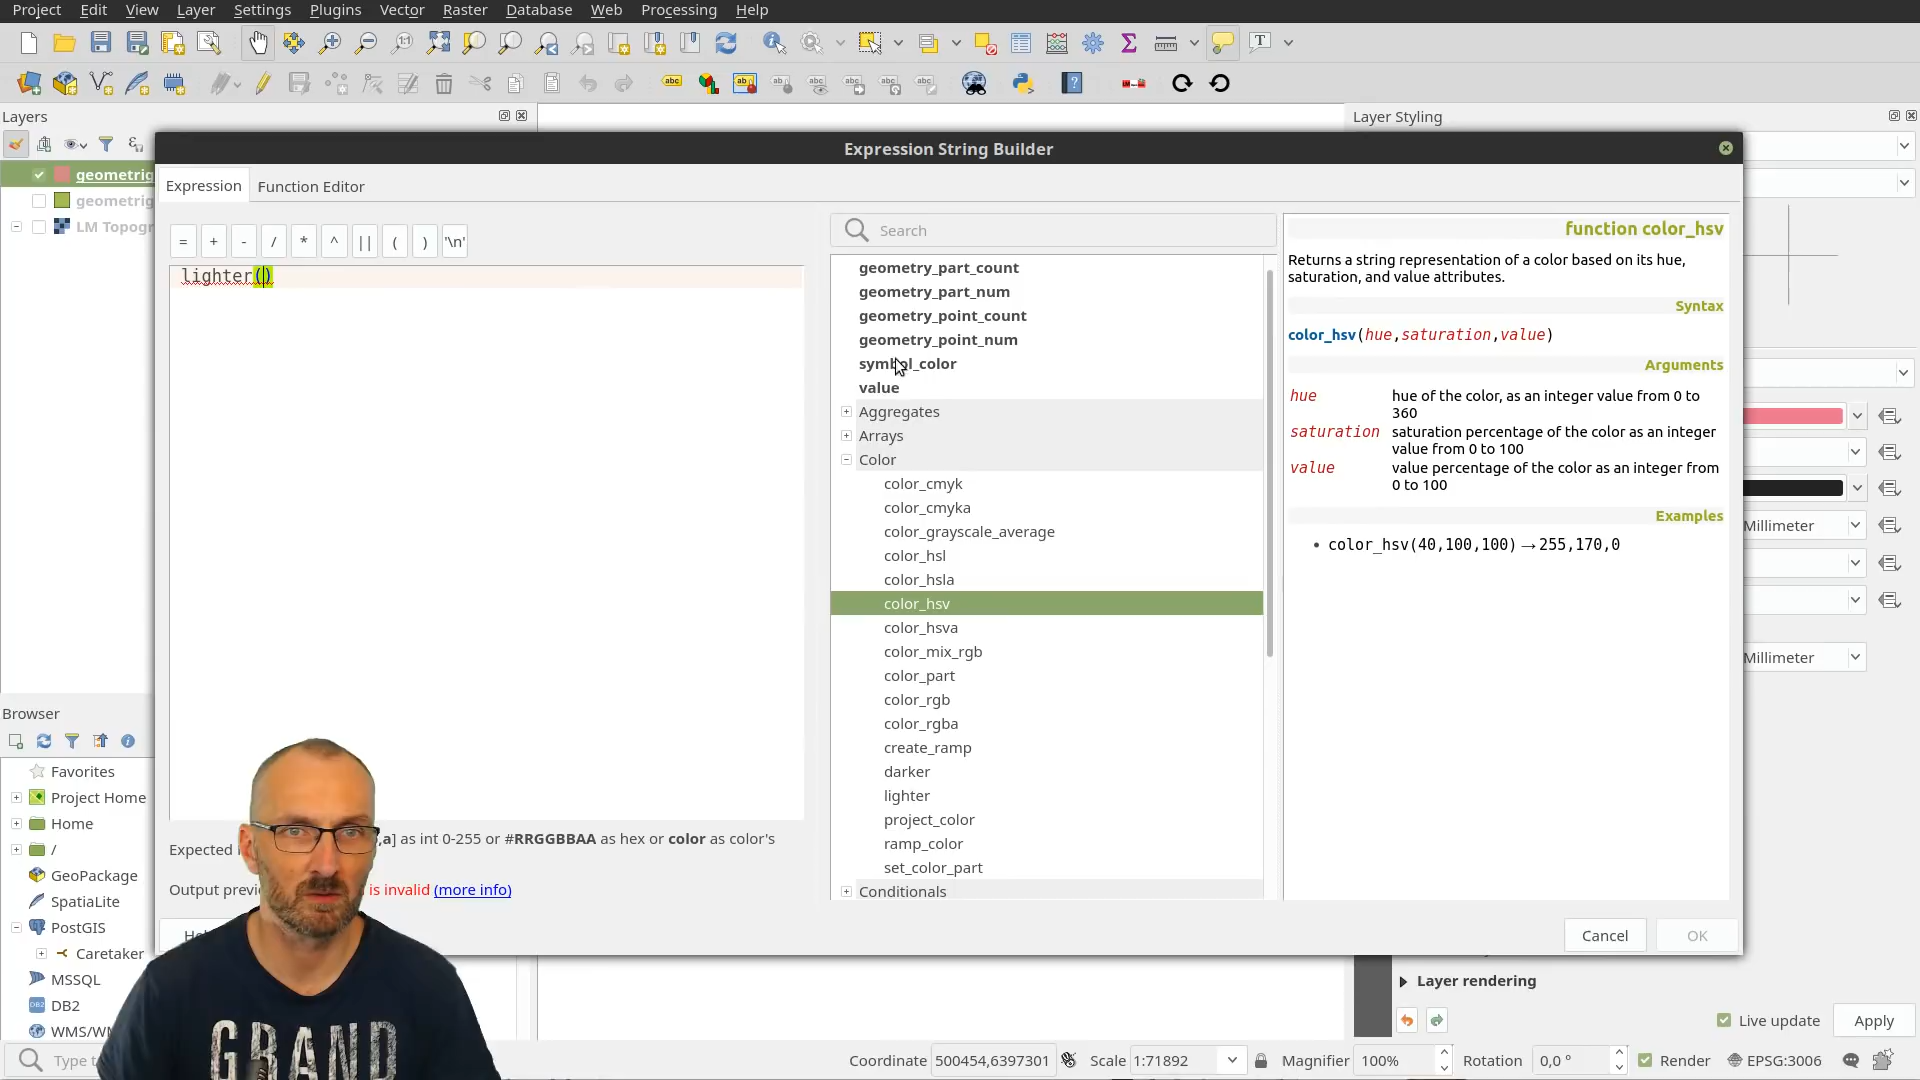 Project Edit View Layer Settings Plugins Vector Raster Database Web Processing Help
Layers
Layer Styling
Expression String Builder
Expression Function Editor
= + - / * ^ || ( ) '\n'
lighter()
Search
geometry_part_count
geometry_part_num
geometry_point_count
geometry_point_num
symbol_color
value
Aggregates
Arrays
Color
color_cmyk
color_cmyka
color_grayscale_average
color_hsl
color_hsla
color_hsv
color_hsva
color_mix_rgb
color_part
color_rgb
color_rgba
create_ramp
darker
lighter
project_color
ramp_color
set_color_part
Conditionals
function color_hsv
Returns a string representation of a color based on its hue,
saturation, and value attributes.
Syntax
color_hsv(hue,saturation,value)
Arguments
hue hue of the color, as an integer value from 0 to
360
saturation saturation percentage of the color as an integer
value from 0 to 100
value value percentage of the color as an integer from
0 to 100
Examples
• color_hsv(40,100,100) → 255,170,0
,a] as int 0-255 or #RRGGBBAA as hex or color as color's
Expected
Output previ is invalid (more info)
Cancel OK
geometrig
geometrig
LM Topogr
Browser
Favorites
Project Home
Home
/
GeoPackage
SpatiaLite
PostGIS
Caretaker
MSSQL
DB2
WMS/WM
Millimeter
Millimeter
Layer rendering
Live update Apply
GRAND
Coordinate 500454,6397301 Scale 1:71892 Magnifier 100% Rotation 0,0 ° Render EPSG:3006